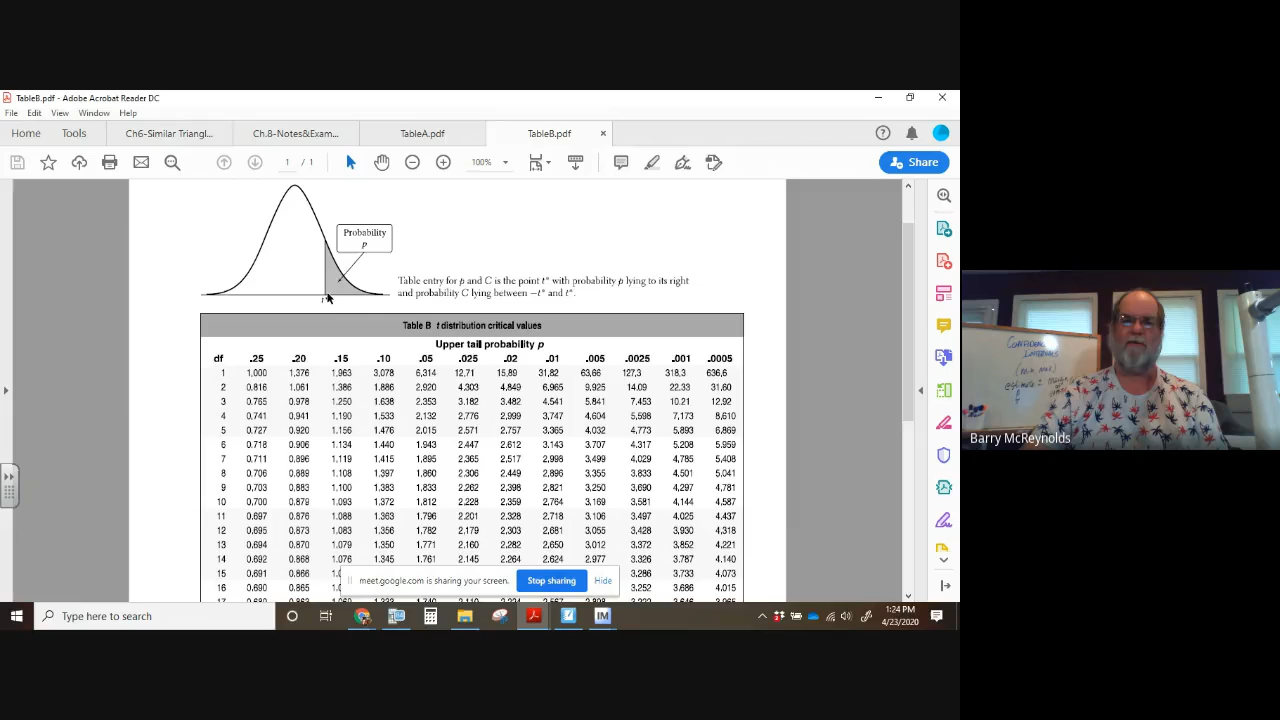 TableB.pdf - Adobe Acrobat Reader DC
File Edit View Window Help
Home Tools Ch6-Similar Triangl... Ch.8-Notes&Exam... TableA.pdf TableB.pdf ×
1 / 1 100% Share
Probability
p
Table entry for p and C is the point t* with probability p lying to its right
and probability C lying between −t* and t*.
t*
Table B t distribution critical values
Upper tail probability p
df .25 .20 .15 .10 .05 .025 .02 .01 .005 .0025 .001 .0005
1 1.000 1.376 1.963 3.078 6.314 12.71 15.89 31.82 63.66 127.3 318.3 636.6
2 0.816 1.061 1.386 1.886 2.920 4.303 4.849 6.965 9.925 14.09 22.33 31.60
3 0.765 0.978 1.250 1.638 2.353 3.182 3.482 4.541 5.841 7.453 10.21 12.92
4 0.741 0.941 1.190 1.533 2.132 2.776 2.999 3.747 4.604 5.598 7.173 8.610
5 0.727 0.920 1.156 1.476 2.015 2.571 2.757 3.365 4.032 4.773 5.893 6.869
6 0.718 0.906 1.134 1.440 1.943 2.447 2.612 3.143 3.707 4.317 5.208 5.959
7 0.711 0.896 1.119 1.415 1.895 2.365 2.517 2.998 3.499 4.029 4.785 5.408
8 0.706 0.889 1.108 1.397 1.860 2.306 2.449 2.896 3.355 3.833 4.501 5.041
9 0.703 0.883 1.100 1.383 1.833 2.262 2.398 2.821 3.250 3.690 4.297 4.781
10 0.700 0.879 1.093 1.372 1.812 2.228 2.359 2.764 3.169 3.581 4.144 4.587
11 0.697 0.876 1.088 1.363 1.796 2.201 2.328 2.718 3.106 3.497 4.025 4.437
12 0.695 0.873 1.083 1.356 1.782 2.179 2.303 2.681 3.055 3.428 3.930 4.318
13 0.694 0.870 1.079 1.350 1.771 2.160 2.282 2.650 3.012 3.372 3.852 4.221
14 0.692 0.868 1.076 1.345 1.761 2.145 2.264 2.624 2.977 3.326 3.787 4.140
15 0.691 0.866 3.286 3.733 4.073
16 0.690 0.865 3.252 3.686 4.015
meet.google.com is sharing your screen. Stop sharing Hide
Type here to search IM
1:24 PM
4/23/2020
CONFIDENCE
INTERVALS
Barry McReynolds